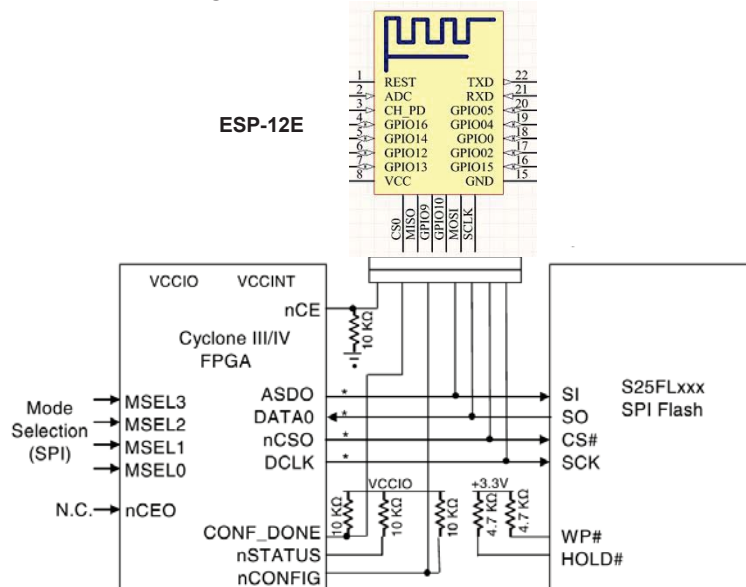 ESP-12E
1 REST TXD 22
2 ADC RXD 21
3 CH_PD GPIO05 20
4 GPIO16 GPIO04 19
5 GPIO14 GPIO0 18
6 GPIO12 GPIO02 17
7 GPIO13 GPIO15 16
8 VCC GND 15
CS0
MISO
GPIO9
GPIO10
MOSI
SCLK
VCCIO VCCINT
nCE
10 KΩ
Cyclone III/IV
FPGA
Mode
Selection
(SPI)
MSEL3
MSEL2
MSEL1
MSEL0
N.C. nCEO
ASDO * SI
DATA0 * SO
nCSO * CS#
DCLK * SCK
S25FLxxx
SPI Flash
VCCIO +3.3V
10 KΩ
10 KΩ
10 KΩ
4.7 KΩ
4.7 KΩ
CONF_DONE WP#
nSTATUS HOLD#
nCONFIG